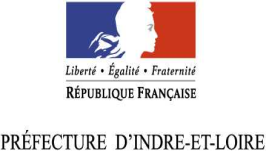 Liberté • Égalité • Fraternité
RÉPUBLIQUE FRANÇAISE
PRÉFECTURE D'INDRE-ET-LOIRE